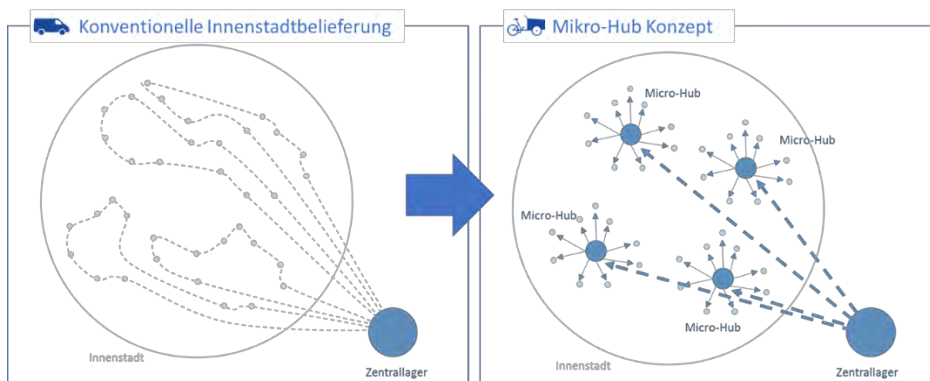 Konventionelle Innenstadtbelieferung
Innenstadt
Zentrallager
Mikro-Hub Konzept
Micro-Hub
Micro-Hub
Micro-Hub
Micro-Hub
Innenstadt
Zentrallager